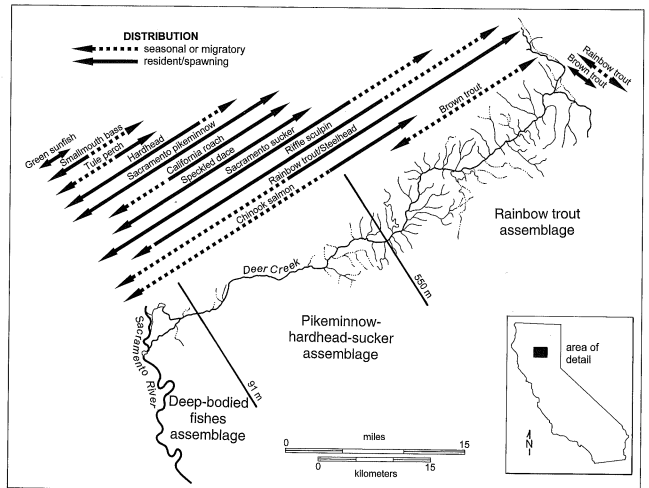 DISTRIBUTION
seasonal or migratory
resident/spawning
Green sunfish
Smallmouth bass
Tule perch
Hardhead
Sacramento pikeminnow
California roach
Speckled dace
Sacramento sucker
Riffle sculpin
Rainbow trout/Steelhead
Chinook salmon
Brown trout
Rainbow trout
Brown trout
Rainbow trout
assemblage
Deer Creek
550 m
Pikeminnow-
hardhead-sucker
assemblage
Sacramento River
91 m
Deep-bodied
fishes
assemblage
area of
detail
N
miles
0
15
0
15
kilometers